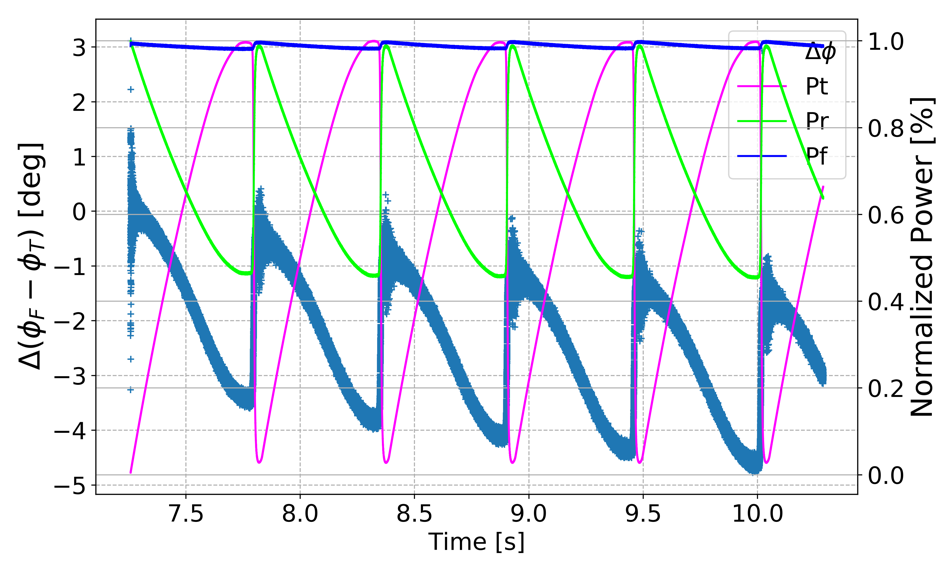 3
2
1
0
−1
−2
−3
−4
−5
Δ(ϕF − ϕT) [deg]
7.5 8.0 8.5 9.0 9.5 10.0
Time [s]
1.0
0.8
0.6
0.4
0.2
0.0
Normalized Power [%]
Δϕ
Pt
Pr
Pf